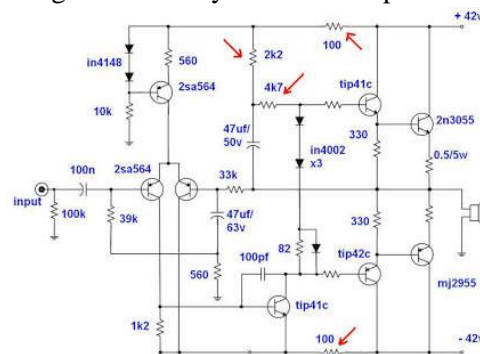 100
+ 42v
in4148
560
2k2
2sa564
4k7
tip41c
10k
2n3055
47uf/
50v
in4002
x3
330
0.5/5w
100n
2sa564
33k
input
100k
39k
47uf/
63v
330
82
tip42c
100pf
560
mj2955
tip41c
1k2
100
- 42v